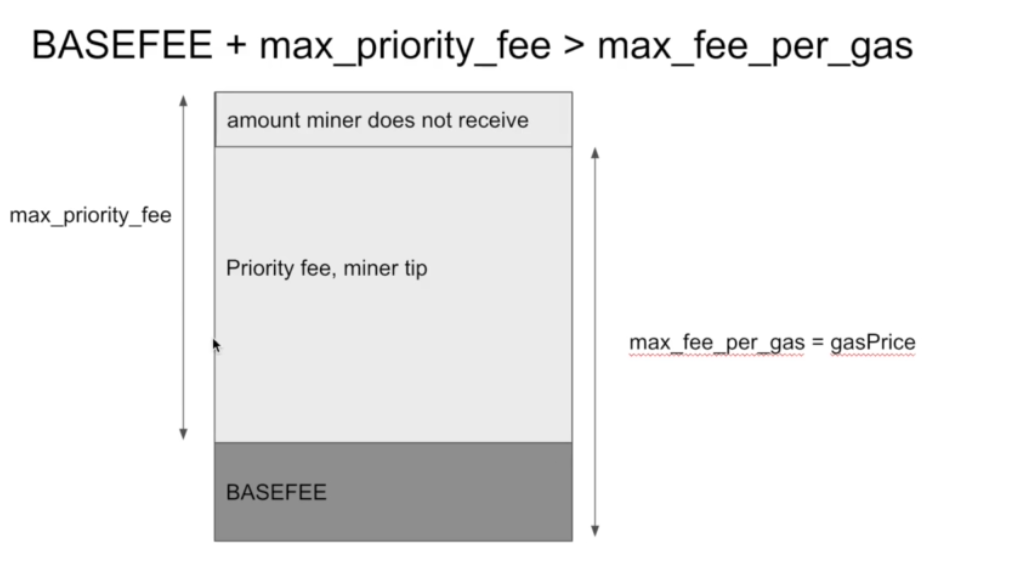 BASEFEE + max_priority_fee > max_fee_per_gas
amount miner does not receive
max_priority_fee
Priority fee, miner tip
max_fee_per_gas = gasPrice
BASEFEE